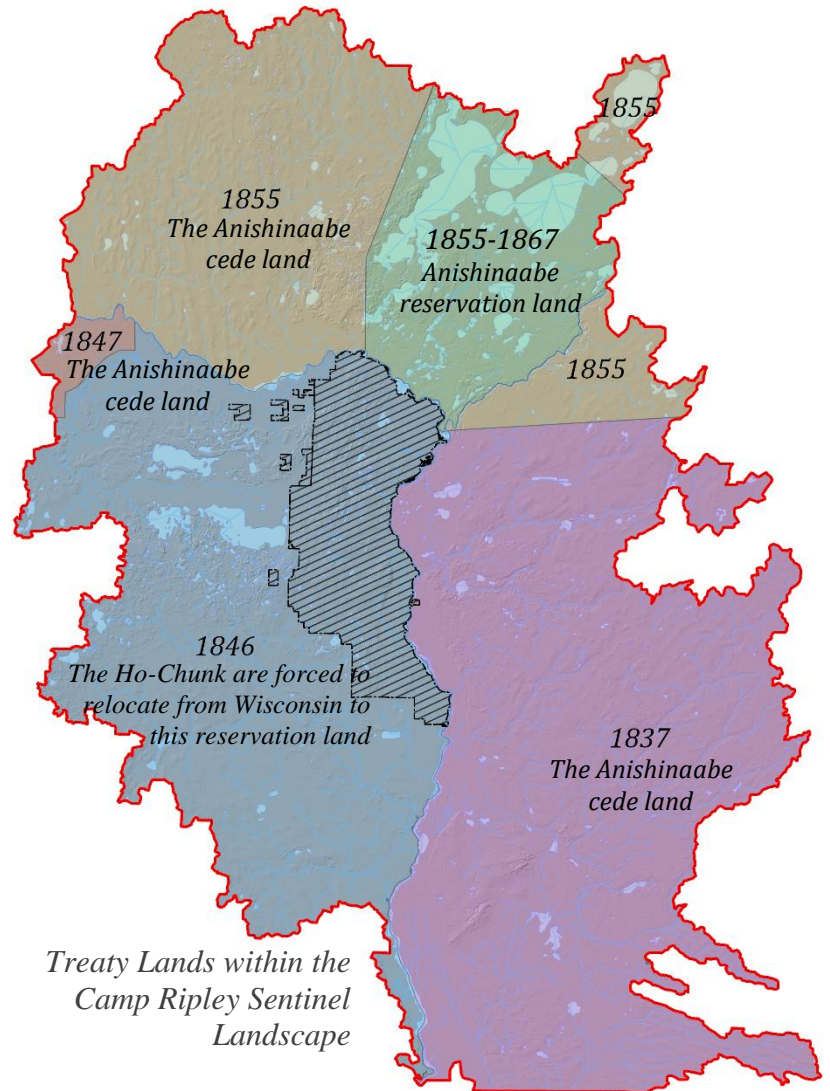 1855
1855
The Anishinaabe
cede land
1855-1867
Anishinaabe
reservation land
1847
The Anishinaabe
cede land
1855
1846
The Ho-Chunk are forced to
relocate from Wisconsin to
this reservation land
1837
The Anishinaabe
cede land
Treaty Lands within the
Camp Ripley Sentinel
Landscape